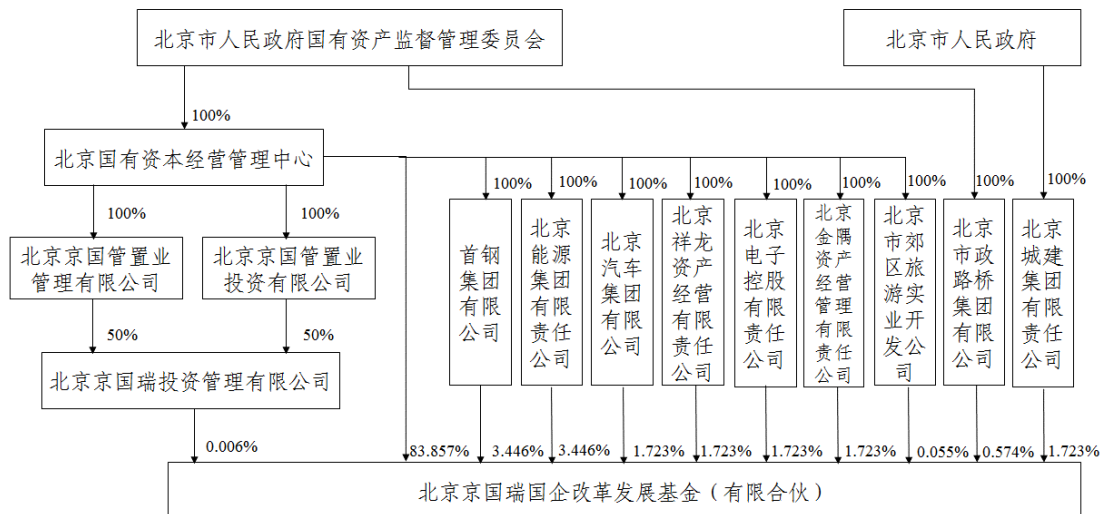 北京市人民政府国有资产监督管理委员会
北京市人民政府
100%
北京国有资本经营管理中心
100%
100%
100%
100%
100%
100%
100%
100%
100%
100%
100%
北京京国管置业
管理有限公司
北京京国管置业
投资有限公司
首钢
集团
有限
公司
北京
能源
集团
有限
责任
公司
北京
汽车
集团
有限
公司
北京
祥龙
资产
经营
有限
责任
公司
北京
电子
控股
有限
责任
公司
北京
金隅
资产
经营
管理
有限
责任
公司
北京
市郊
区旅
游实
业开
发公
司
北京
市政
路桥
集团
有限
公司
北京
城建
集团
有限
责任
公司
50%
50%
北京京国瑞投资管理有限公司
0.006%
83.857%
3.446%
3.446%
1.723%
1.723%
1.723%
1.723%
0.055%
0.574%
1.723%
北京京国瑞国企改革发展基金（有限合伙）